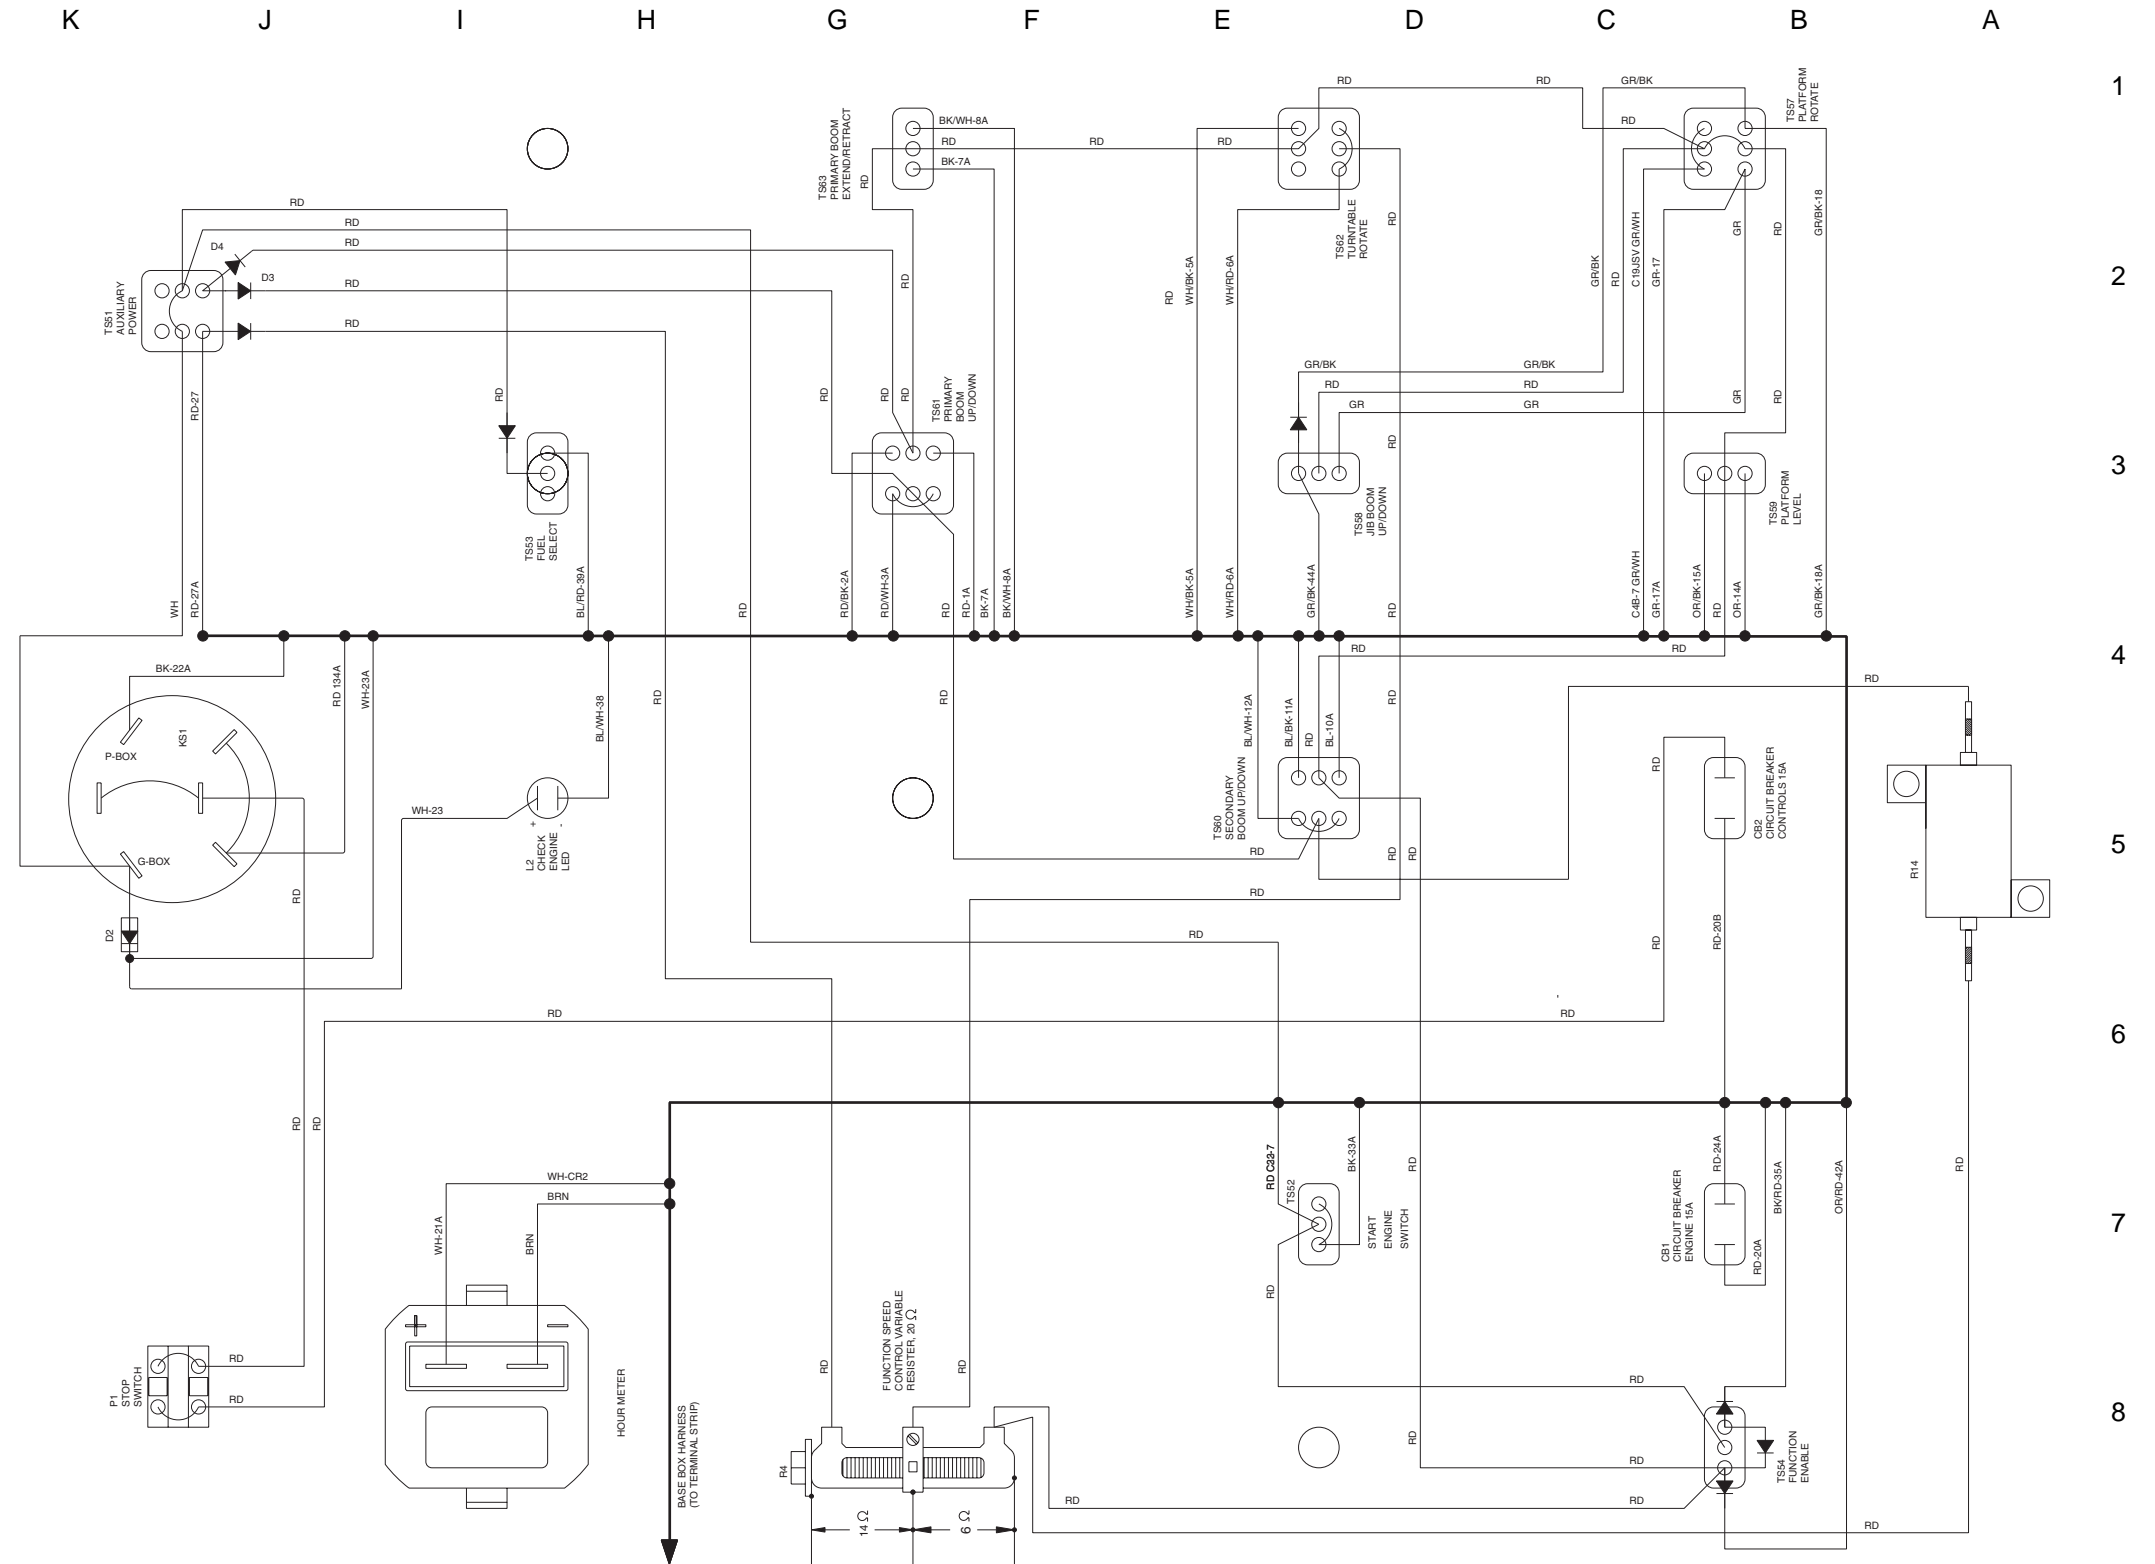 K J I H G F E D C B A
1
2
3
4
5
6
7
8
RD
RD
GR/BK
TS57
PLATFORM
ROTATE
TS63
PRIMARY BOOM
EXTEND/RETRACT
BK/WH-8A
RD
BK-7A
RD
RD
RD
RD
RD
RD
RD
D4
RD
D3
RD
RD
TS51
AUXILIARY
POWER
RD
TS62
TURNTABLE
ROTATE
RD
WH/BK-5A
WH/RD-6A
RD
GR/BK
RD
C19JSV GR/WH
GR-17
GR
RD
GR/BK-18
RD-27
RD
RD
RD
RD
TS61
PRIMARY
BOOM
UP/DOWN
GR/BK
GR/BK
RD
RD
GR
GR
RD
GR
RD
TS53
FUEL
SELECT
TS58
JIB BOOM
UP/DOWN
TS59
PLATFORM
LEVEL
WH
RD-27A
BL/RD-39A
RD
RD/BK-2A
RD/WH-3A
RD
RD-1A
BK-7A
BK/WH-8A
WH/BK-5A
WH/RD-6A
GR/BK-44A
RD
C4B-7 GR/WH
GR-17A
OR/BK-15A
RD
OR-14A
GR/BK-18A
BK-22A
RD 134A
WH-23A
BL/WH-38
RD
RD
BL/WH-12A
BL/BK-11A
RD
BL-10A
RD
RD
RD
RD
P-BOX
KS1
G-BOX
WH-23
+
-
L2
CHECK
ENGINE
LED
TS60
SECONDARY
BOOM UP/DOWN
RD
CB2
CIRCUIT BREAKER
CONTROLS 15A
R14
RD
RD
RD
RD
D2
RD
RD
RD-20B
RD
RD
RD
RD
RD
WH-CR2
BRN
WH-21A
BRN
RD C32-7
TS52
BK-33A
START
ENGINE
SWITCH
RD
RD
RD-24A
CB1
CIRCUIT BREAKER
ENGINE 15A
RD-20A
BK/RD-35A
OR/RD-42A
RD
P1
STOP
SWITCH
RD
RD
HOUR METER
BASE BOX HARNESS
(TO TERMINAL STRIP)
RD
FUNCTION SPEED
CONTROL VARIABLE
RESISTER, 20 Ω
RD
R4
14 Ω
6 Ω
RD
RD
RD
RD
RD
RD
TS54
FUNCTION
ENABLE